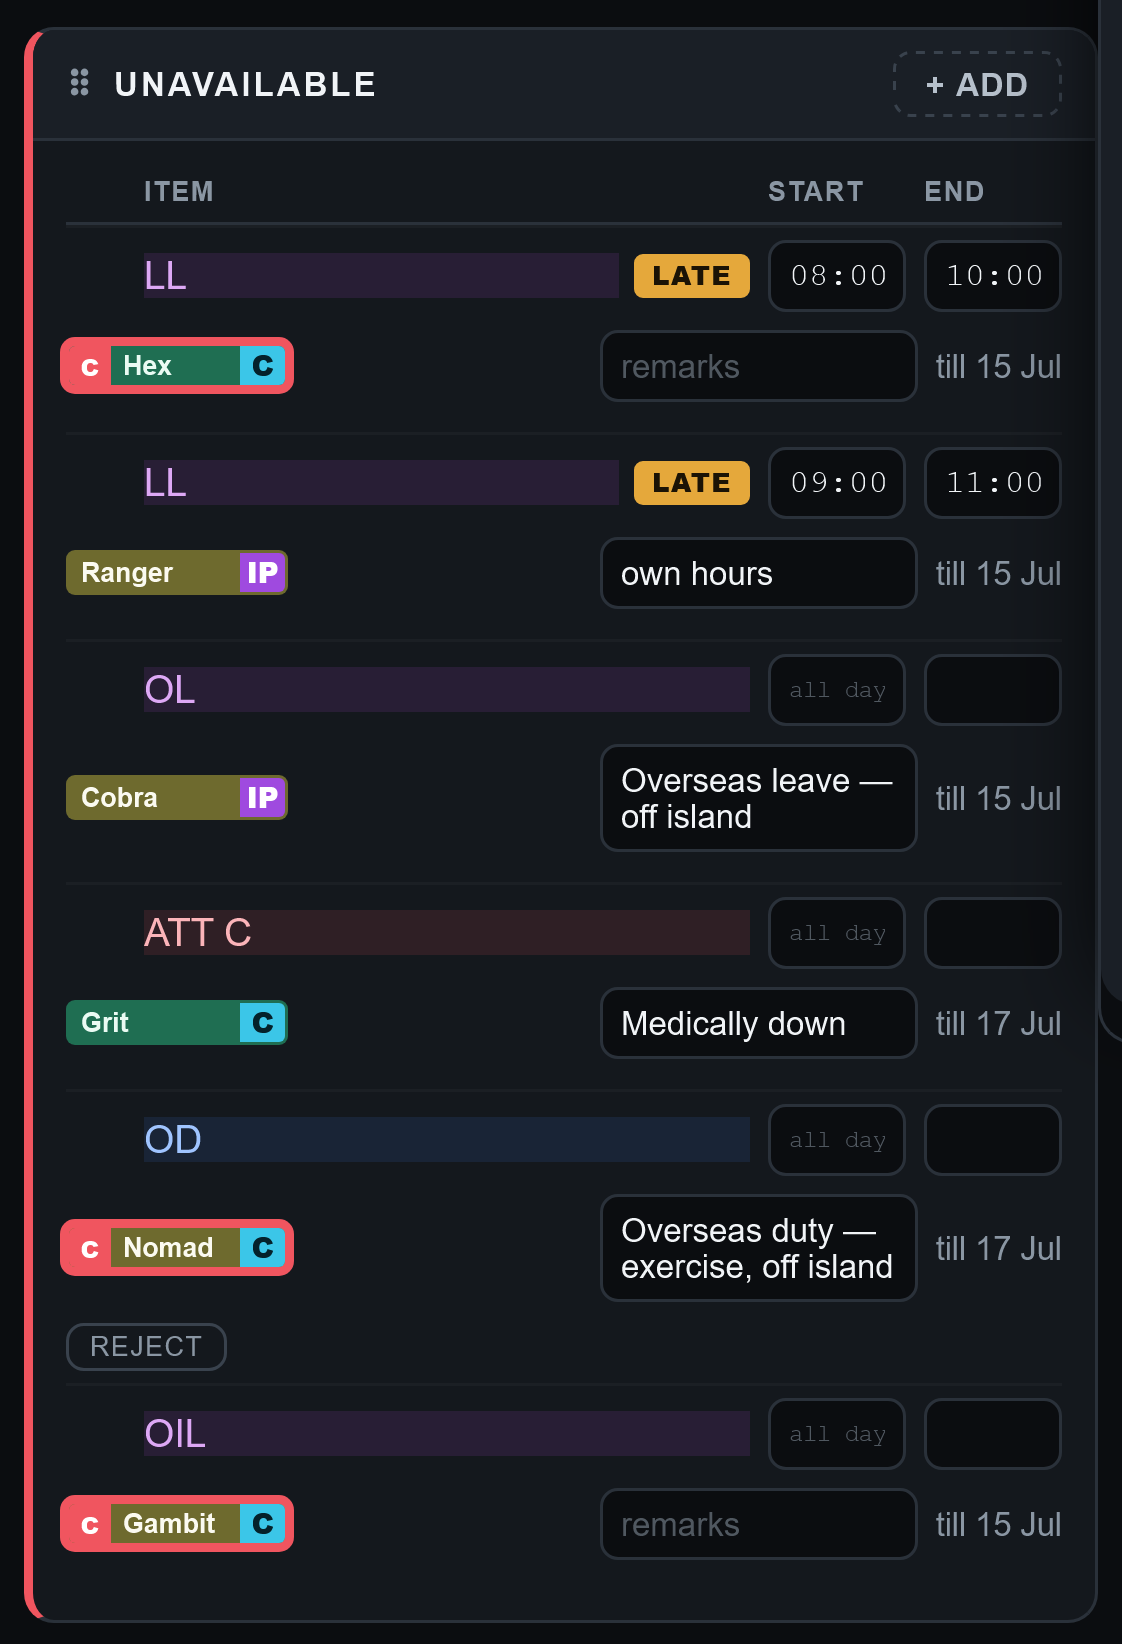 UNAVAILABLE
+ ADD
ITEM START END
LL LATE 08:00 10:00
c Hex C remarks till 15 Jul
LL LATE 09:00 11:00
Ranger IP own hours till 15 Jul
OL all day
Cobra IP Overseas leave — till 15 Jul
off island
ATT C all day
Grit C Medically down till 17 Jul
OD all day
c Nomad C Overseas duty — till 17 Jul
exercise, off island
REJECT
OIL all day
c Gambit C remarks till 15 Jul